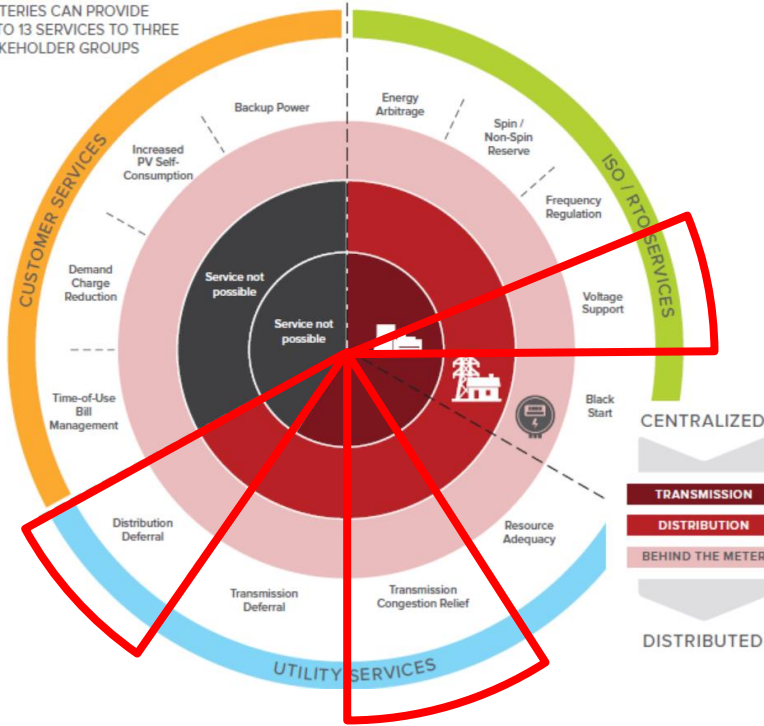 TERIES CAN PROVIDE
TO 13 SERVICES TO THREE
KEHOLDER GROUPS
CUSTOMER SERVICES
ISO / RTO SERVICES
UTILITY SERVICES
Backup Power
Energy
Arbitrage
Spin /
Non-Spin
Reserve
Increased
PV Self-
Consumption
Frequency
Regulation
Demand
Charge
Reduction
Service not
possible
Service not
possible
Voltage
Support
Time-of-Use
Bill
Management
Black
Start
Distribution
Deferral
Resource
Adequacy
Transmission
Deferral
Transmission
Congestion Relief
CENTRALIZED
TRANSMISSION
DISTRIBUTION
BEHIND THE METER
DISTRIBUTED